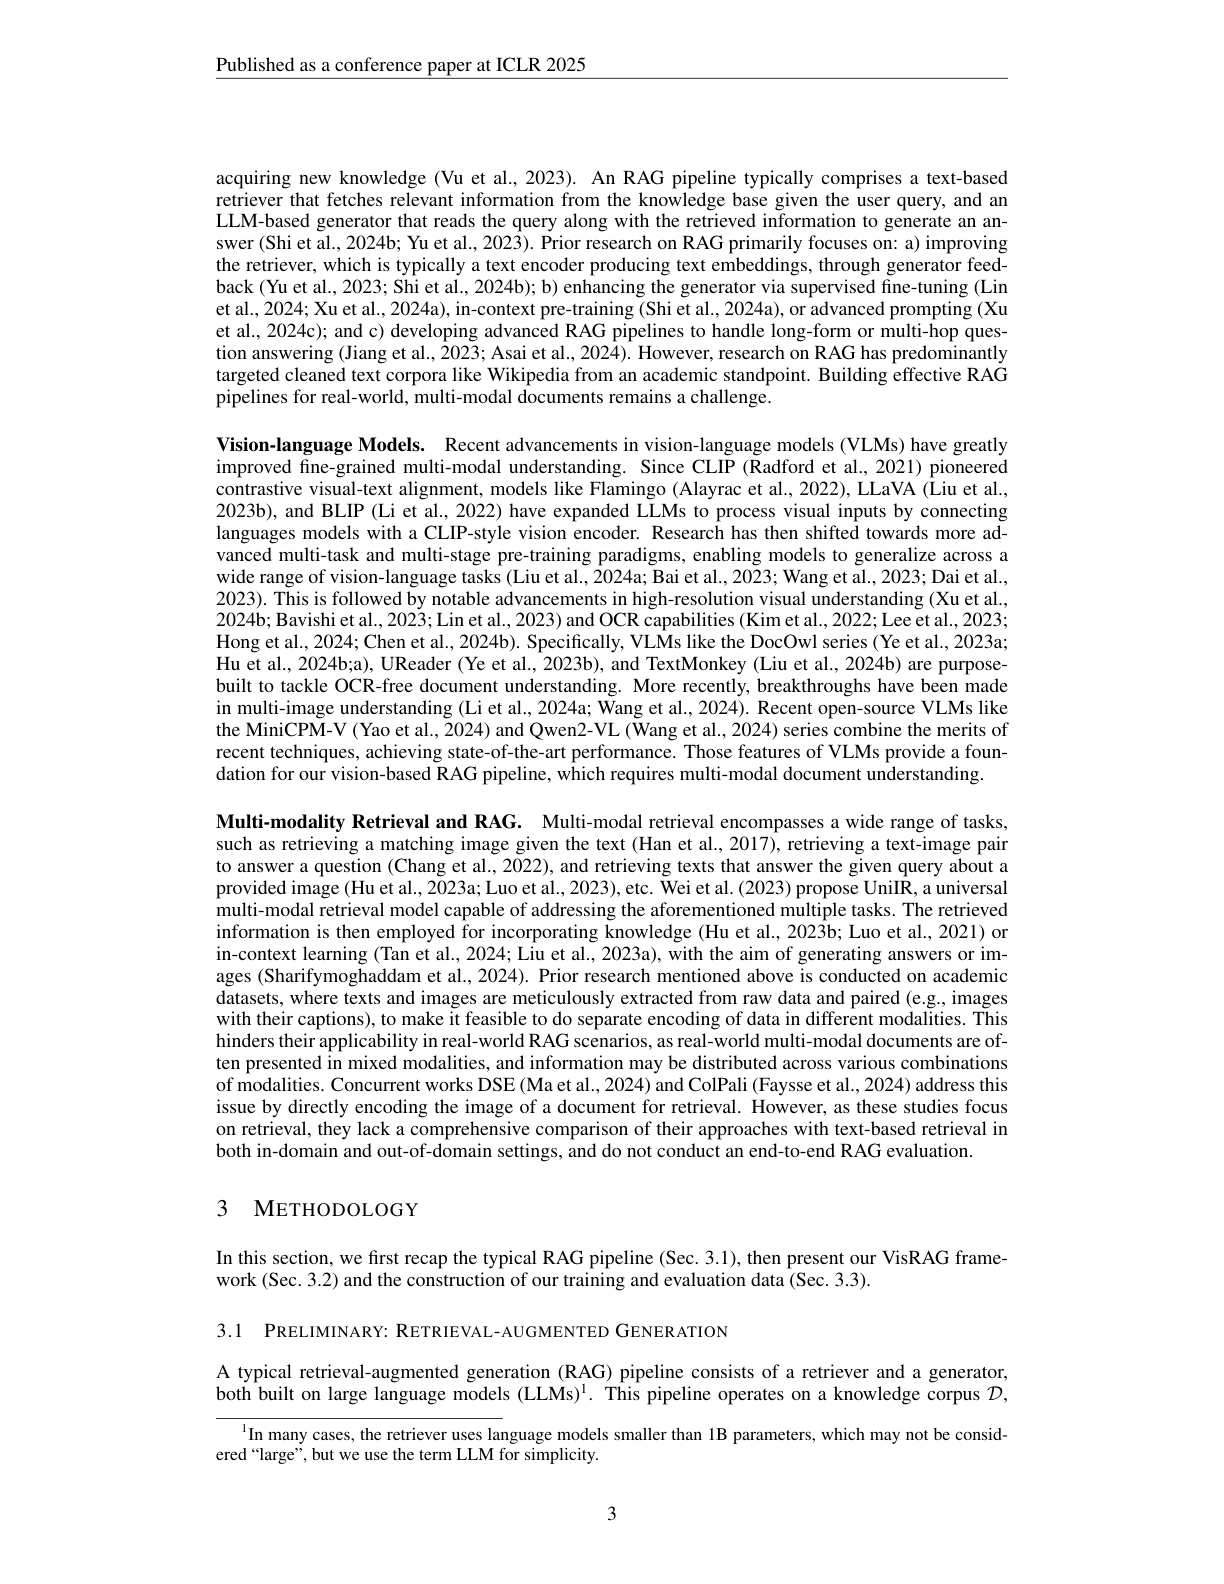 Published as a conference paper at ICLR 2025
acquiring new knowledge (Vu et al., 2023). An RAG pipeline typically comprises a text-based
retriever that fetches relevant information from the knowledge base given the user query, and an
LLM-based generator that reads the query along with the retrieved information to generate an an-
swer (Shi et al., 2024b; Yu et al., 2023). Prior research on RAG primarily focuses on: a) improving
the retriever, which is typically a text encoder producing text embeddings, through generator feed-
back (Yu et al., 2023; Shi et al., 2024b); b) enhancing the generator via supervised fine-tuning (Lin
et al., 2024; Xu et al., 2024a), in-context pre-training (Shi et al., 2024a), or advanced prompting (Xu
et al., 2024c); and c) developing advanced RAG pipelines to handle long-form or multi-hop ques-
tion answering (Jiang et al., 2023; Asai et al., 2024). However, research on RAG has predominantly
targeted cleaned text corpora like Wikipedia from an academic standpoint. Building effective RAG
pipelines for real-world, multi-modal documents remains a challenge.
Vision-language Models. Recent advancements in vision-language models (VLMs) have greatly
improved fine-grained multi-modal understanding. Since CLIP (Radford et al., 2021) pioneered
contrastive visual-text alignment, models like Flamingo (Alayrac et al., 2022), LLaVA (Liu et al.,
2023b), and BLIP (Li et al., 2022) have expanded LLMs to process visual inputs by connecting
languages models with a CLIP-style vision encoder. Research has then shifted towards more ad-
vanced multi-task and multi-stage pre-training paradigms, enabling models to generalize across a
wide range of vision-language tasks (Liu et al., 2024a; Bai et al., 2023; Wang et al., 2023; Dai et al.,
2023). This is followed by notable advancements in high-resolution visual understanding (Xu et al.,
2024b; Bavishi et al., 2023; Lin et al., 2023) and OCR capabilities (Kim et al., 2022; Lee et al., 2023;
Hong et al., 2024; Chen et al., 2024b). Specifically, VLMs like the DocOwl series (Ye et al., 2023a;
Hu et al., 2024b;a), UReader (Ye et al., 2023b), and TextMonkey (Liu et al., 2024b) are purpose-
built to tackle OCR-free document understanding. More recently, breakthroughs have been made
in multi-image understanding (Li et al., 2024a; Wang et al., 2024). Recent open-source VLMs like
the MiniCPM-V (Yao et al., 2024) and Qwen2-VL (Wang et al., 2024) series combine the merits of
recent techniques, achieving state-of-the-art performance. Those features of VLMs provide a foun-
dation for our vision-based RAG pipeline, which requires multi-modal document understanding.
Multi-modality Retrieval and RAG. Multi-modal retrieval encompasses a wide range of tasks,
such as retrieving a matching image given the text (Han et al., 2017), retrieving a text-image pair
to answer a question (Chang et al., 2022), and retrieving texts that answer the given query about a
provided image (Hu et al., 2023a; Luo et al., 2023), etc. Wei et al. (2023) propose UniIR, a universal
multi-modal retrieval model capable of addressing the aforementioned multiple tasks. The retrieved
information is then employed for incorporating knowledge (Hu et al., 2023b; Luo et al., 2021) or
in-context learning (Tan et al., 2024; Liu et al., 2023a), with the aim of generating answers or im-
ages (Sharifymoghaddam et al., 2024). Prior research mentioned above is conducted on academic
datasets, where texts and images are meticulously extracted from raw data and paired (e.g., images
with their captions), to make it feasible to do separate encoding of data in different modalities. This
hinders their applicability in real-world RAG scenarios, as real-world multi-modal documents are of-
ten presented in mixed modalities, and information may be distributed across various combinations
of modalities. Concurrent works DSE (Ma et al., 2024) and ColPali (Faysse et al., 2024) address this
issue by directly encoding the image of a document for retrieval. However, as these studies focus
on retrieval, they lack a comprehensive comparison of their approaches with text-based retrieval in
both in-domain and out-of-domain settings, and do not conduct an end-to-end RAG evaluation.
3 METHODOLOGY
In this section, we first recap the typical RAG pipeline (Sec. 3.1), then present our VisRAG frame-
work (Sec. 3.2) and the construction of our training and evaluation data (Sec. 3.3).
3.1 PRELIMINARY: RETRIEVAL-AUGMENTED GENERATION
A typical retrieval-augmented generation (RAG) pipeline consists of a retriever and a generator,
both built on large language models (LLMs)¹. This pipeline operates on a knowledge corpus 𝒟,
¹In many cases, the retriever uses language models smaller than 1B parameters, which may not be consid-
ered “large”, but we use the term LLM for simplicity.
3